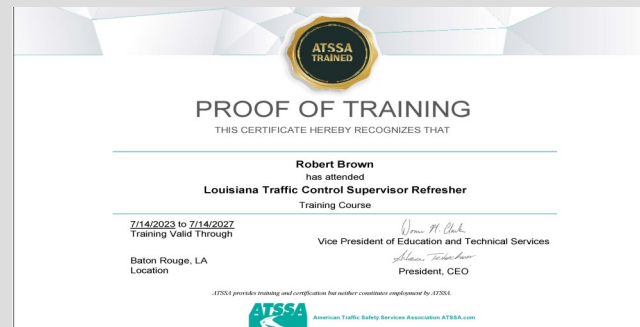 ATSSA
TRAINED
PROOF OF TRAINING
THIS CERTIFICATE HEREBY RECOGNIZES THAT
Robert Brown
has attended
Louisiana Traffic Control Supervisor Refresher
Training Course
7/14/2023 to 7/14/2027
Training Valid Through
Vice President of Education and Technical Services
Baton Rouge, LA
Location
President, CEO
ATSSA provides training and certification but neither constitutes employment by ATSSA.
ATSSA
American Traffic Safety Services Association ATSSA.com